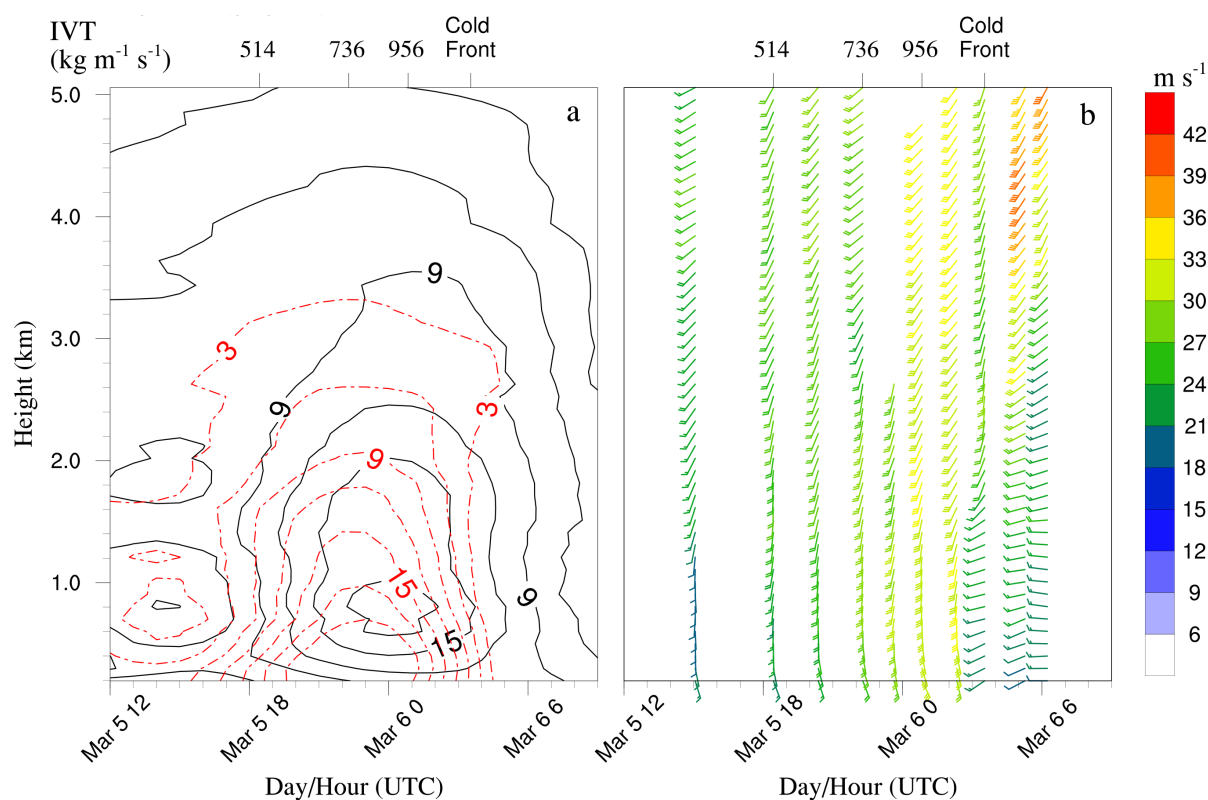 IVT
(kg m⁻¹ s⁻¹)
514
736
956
Cold
Front
514
736
956
Cold
Front
m s⁻¹
a
b
5.0
4.0
3.0
2.0
1.0
Height (km)
9
3
9
3
9
15
9
15
42
39
36
33
30
27
24
21
18
15
12
9
6
Mar 5 12
Mar 5 18
Mar 6 0
Mar 6 6
Mar 5 12
Mar 5 18
Mar 6 0
Mar 6 6
Day/Hour (UTC)
Day/Hour (UTC)